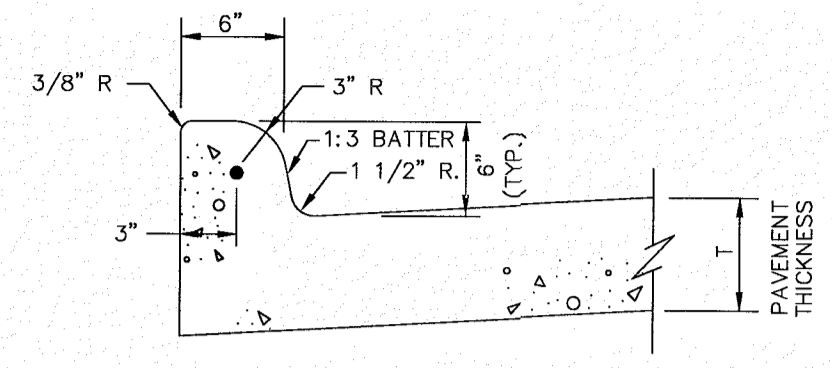 6"
3/8" R
3" R
1:3 BATTER
1 1/2" R.
6"
(TYP.)
3"
T
PAVEMENT
THICKNESS